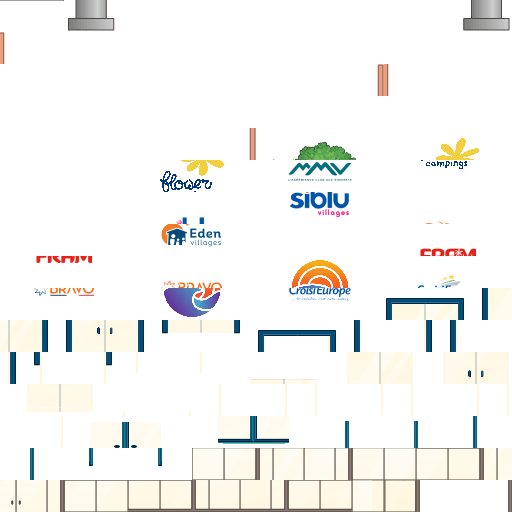 campings
flower
MMV
siblu
villages
Eden
villages
FRAM
FRAM
BRAVO
BRAVO
CroisiEurope